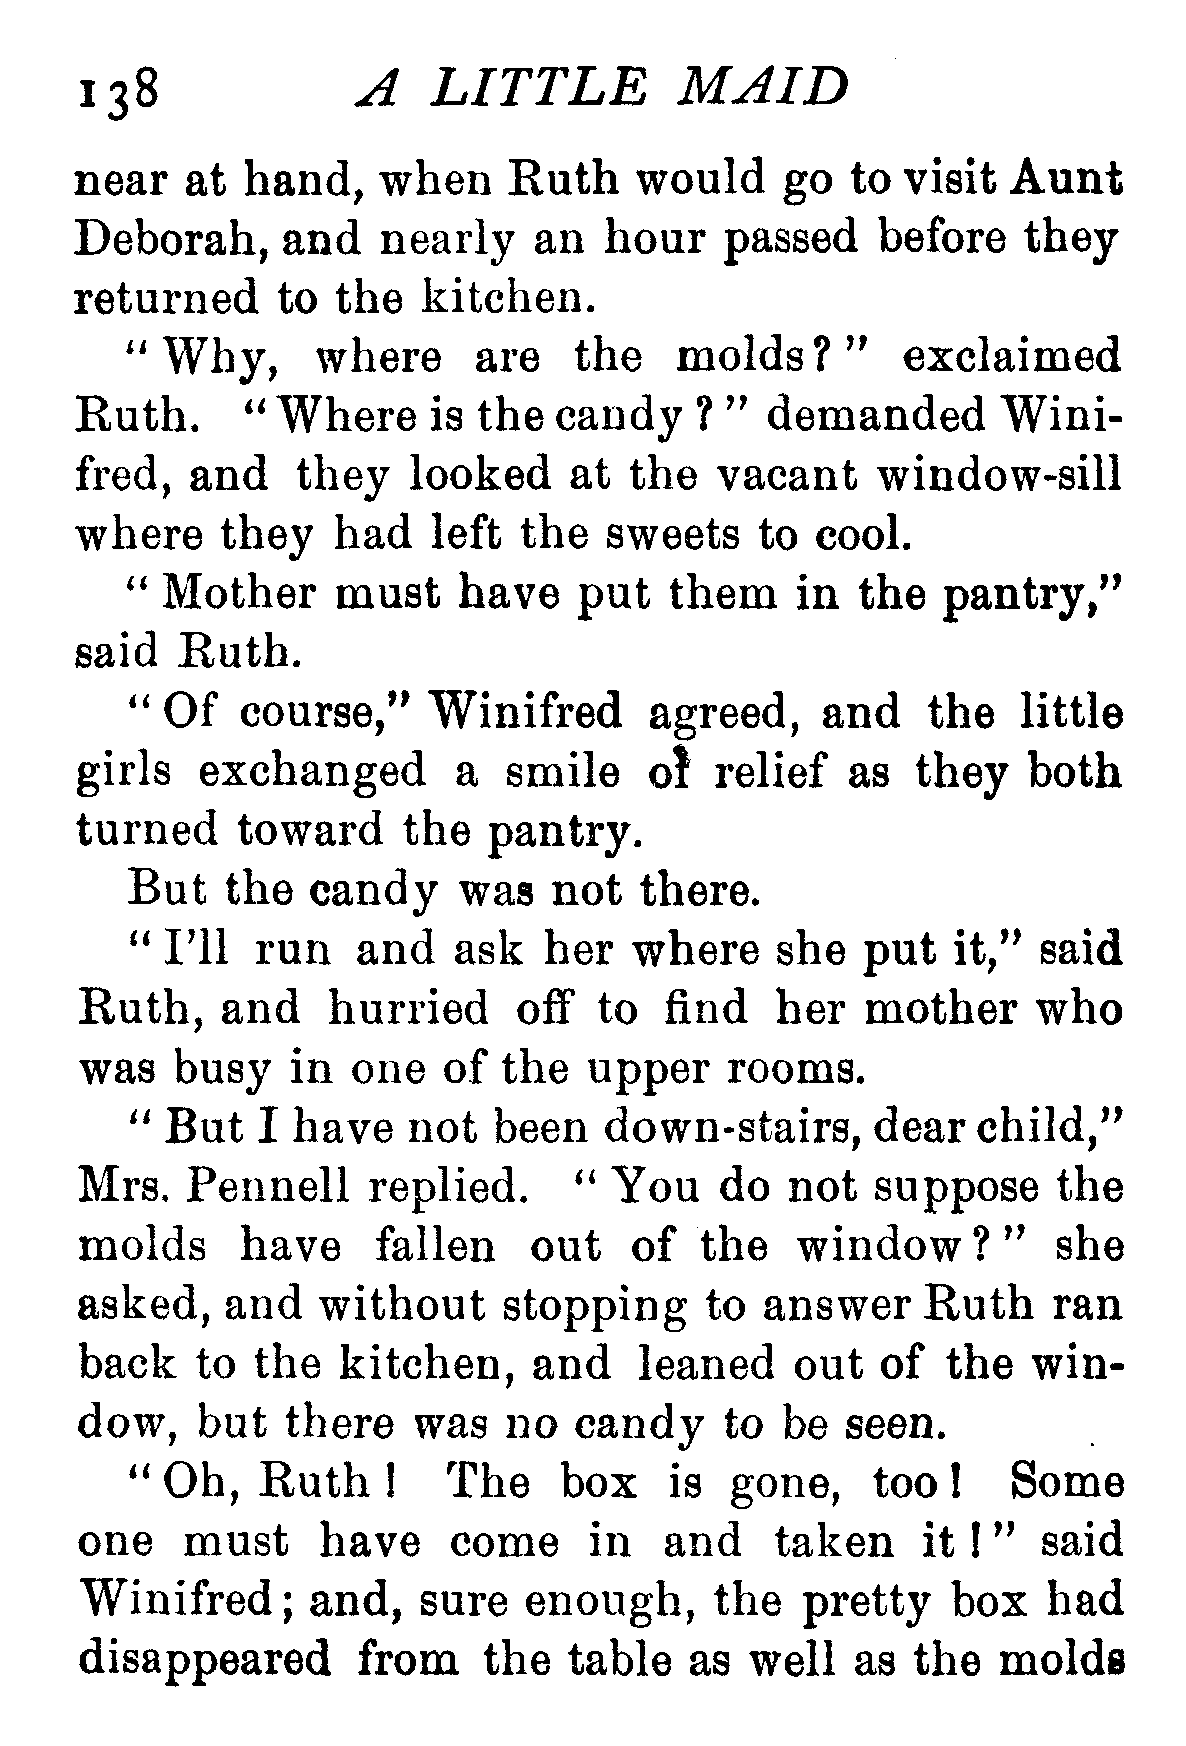 138 A LITTLE MAID
near at hand, when Ruth would go to visit Aunt
Deborah, and nearly an hour passed before they
returned to the kitchen.
“ Why, where are the molds? ” exclaimed
Ruth. “ Where is the candy ? ” demanded Wini-
fred, and they looked at the vacant window-sill
where they had left the sweets to cool.
“ Mother must have put them in the pantry,”
said Ruth.
“ Of course,” Winifred agreed, and the little
girls exchanged a smile of relief as they both
turned toward the pantry.
But the candy was not there.
“ I’ll run and ask her where she put it,” said
Ruth, and hurried off to find her mother who
was busy in one of the upper rooms.
“ But I have not been down-stairs, dear child,”
Mrs. Pennell replied. “ You do not suppose the
molds have fallen out of the window ? ” she
asked, and without stopping to answer Ruth ran
back to the kitchen, and leaned out of the win-
dow, but there was no candy to be seen.
“ Oh, Ruth ! The box is gone, too ! Some
one must have come in and taken it ! ” said
Winifred ; and, sure enough, the pretty box had
disappeared from the table as well as the molds